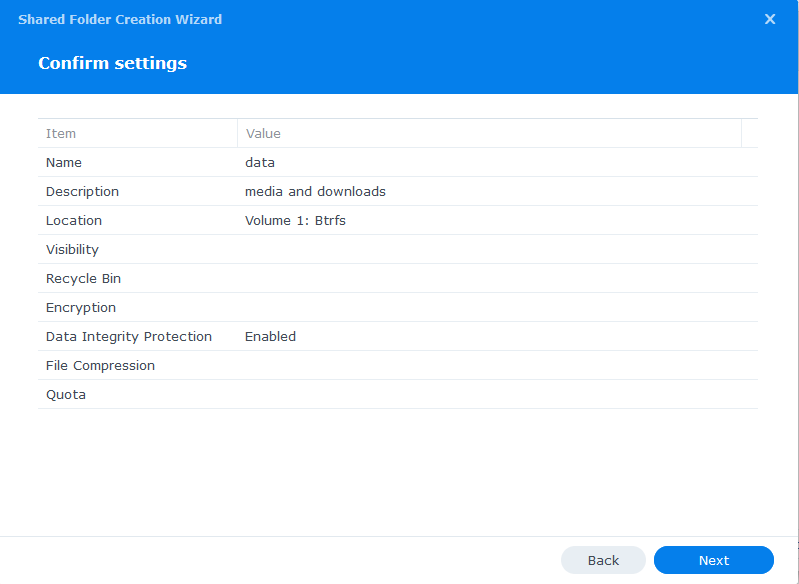 Shared Folder Creation Wizard
Confirm settings
Item Value
Name data
Description media and downloads
Location Volume 1: Btrfs
Visibility
Recycle Bin
Encryption
Data Integrity Protection Enabled
File Compression
Quota
Back Next